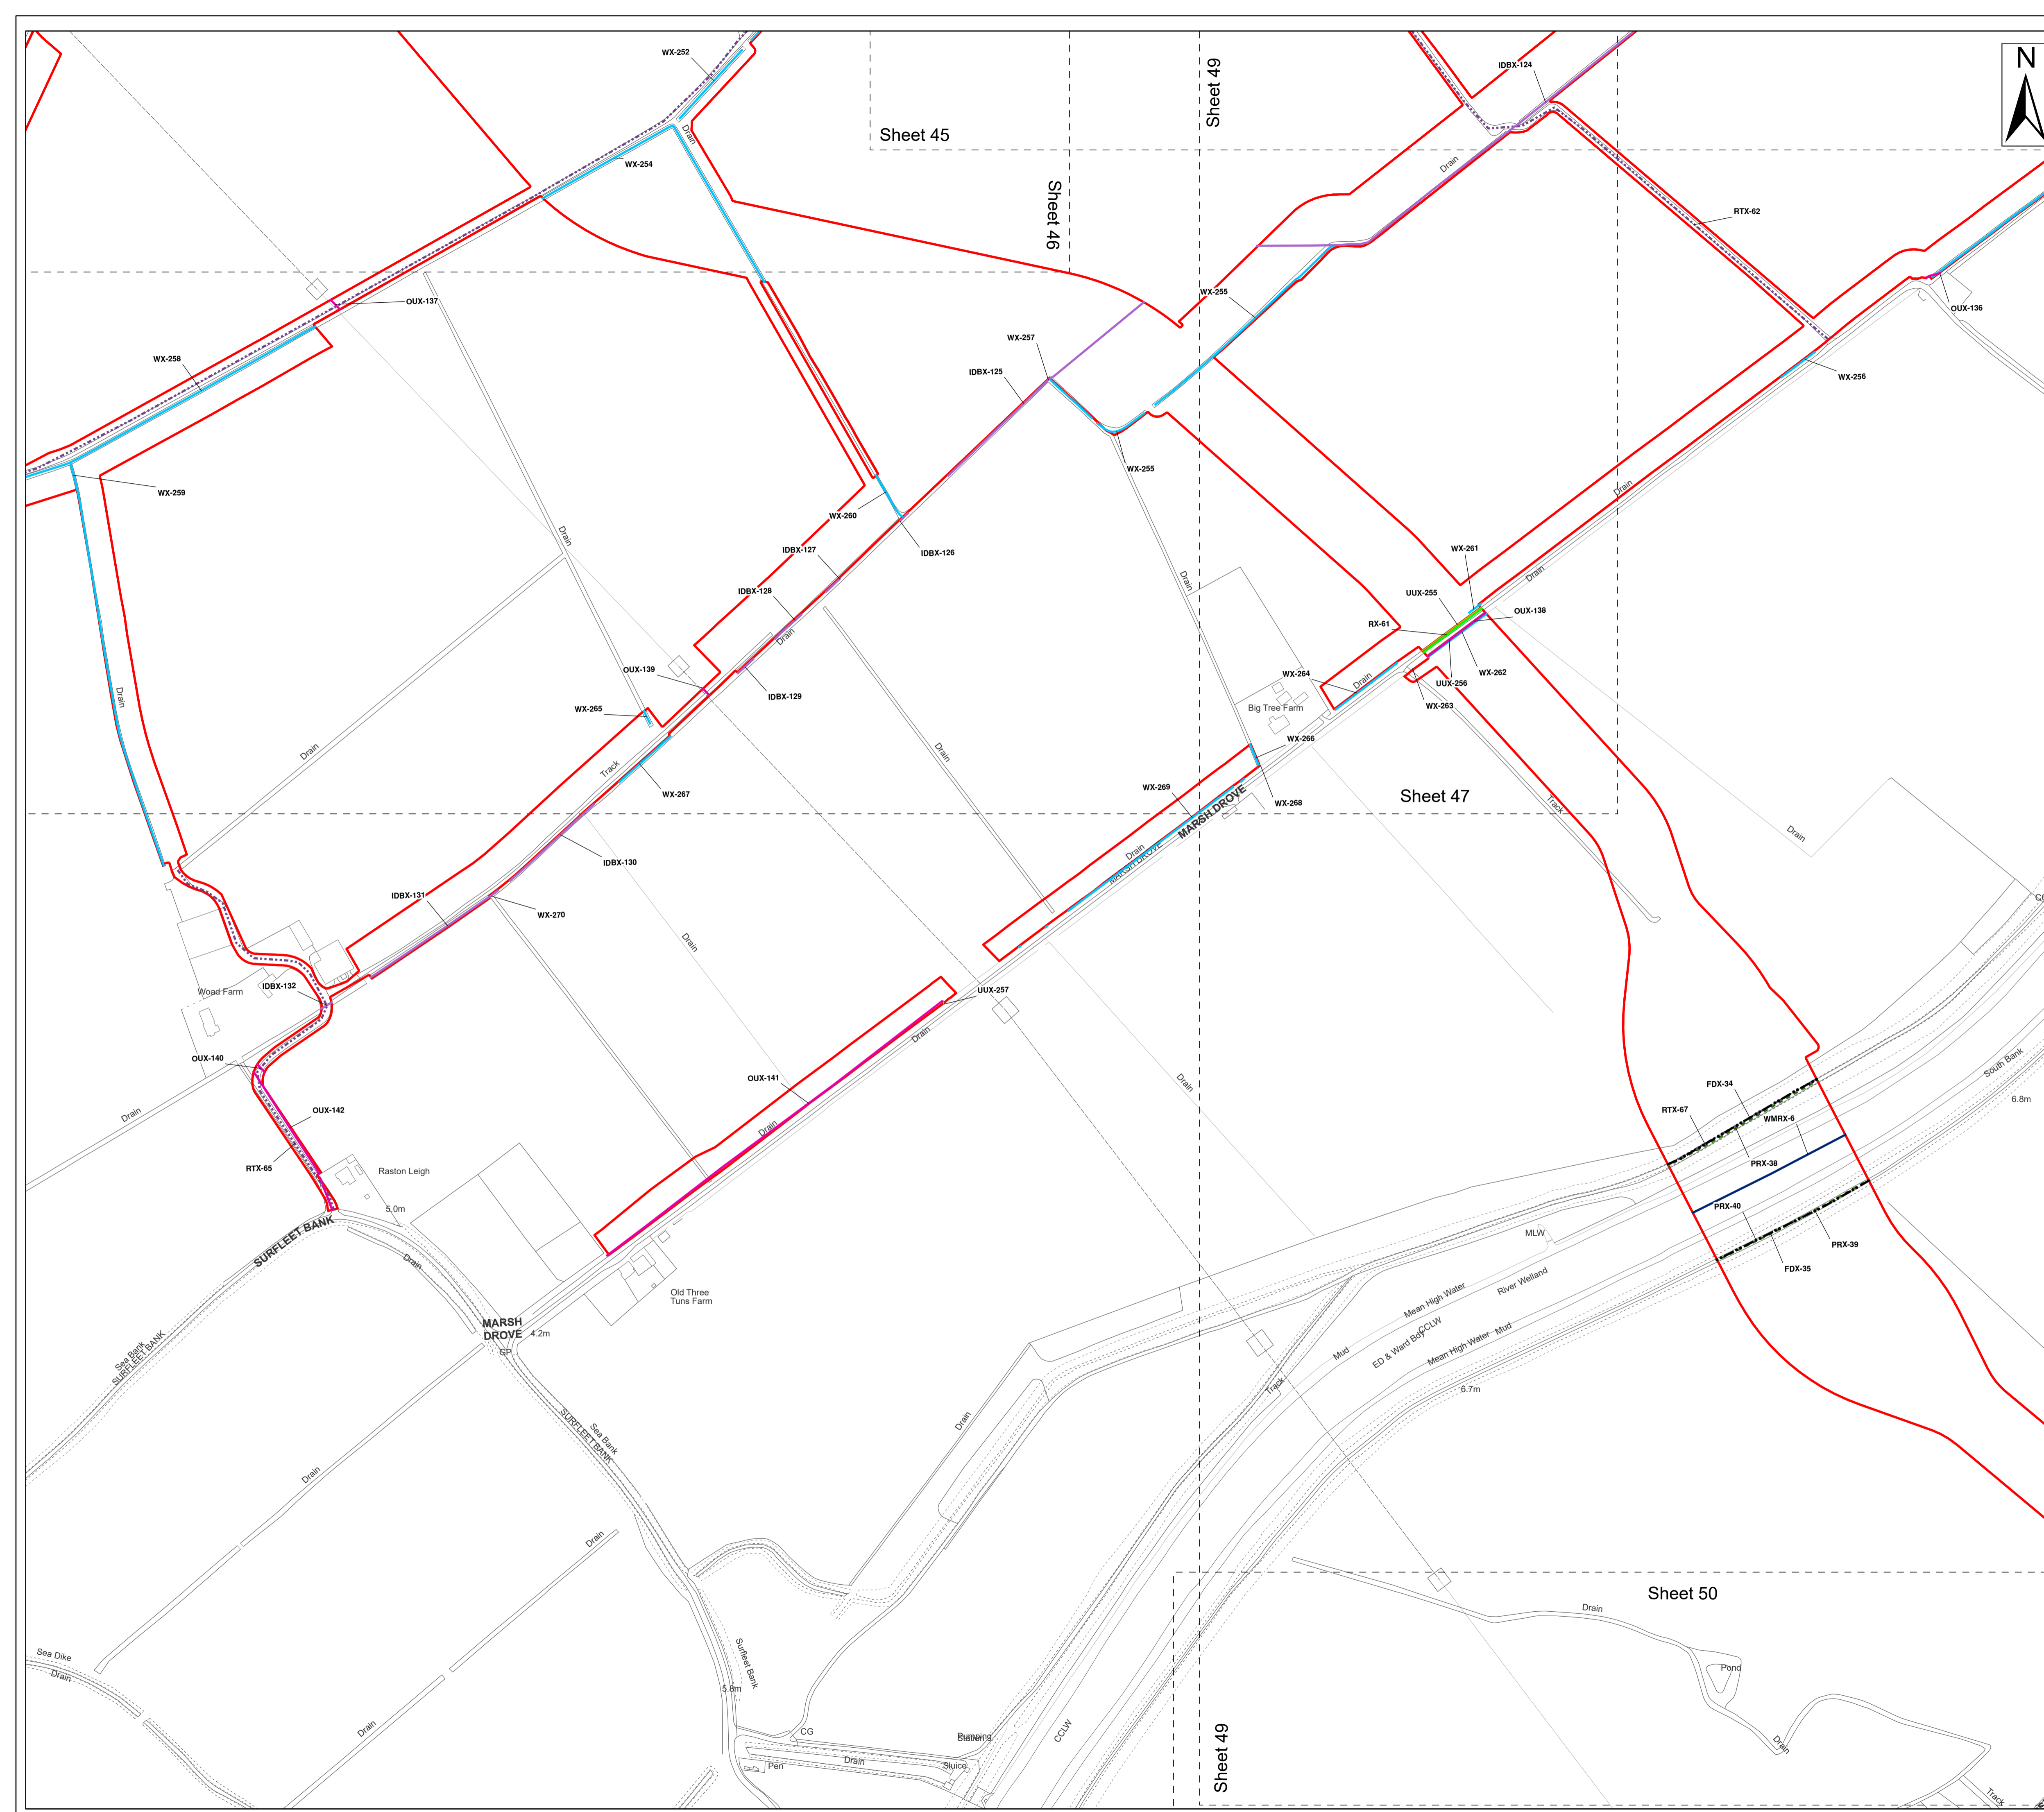 WX-252
Sheet 49
IDBX-124
N
Sheet 45
WX-254
Drain
Drain
Sheet 46
RTX-62
OUX-137
WX-255
OUX-136
WX-257
WX-258
IDBX-125
WX-256
WX-255
WX-259
Drain
WX-260
Drain
IDBX-127
IDBX-126
WX-261
Drain
Drain
IDBX-128
UUX-255
OUX-138
RX-61
Drain
OUX-139
WX-264
Drain
WX-262
UUX-256
Drain
IDBX-129
WX-263
WX-265
Big Tree Farm
WX-266
Drain
Drain
Track
WX-269
WX-267
MARSH DROVE
WX-268
Sheet 47
Track
Drain
Drain
MARSH DROVE
IDBX-130
IDBX-131
WX-270
Drain
Woad Farm
IDBX-132
UUX-257
Drain
OUX-140
OUX-141
Drain
South Bank
FDX-34
6.8m
Drain
OUX-142
RTX-67
WMRX-6
Drain
RTX-65
Raston Leigh
PRX-38
5.0m
PRX-40
SURFLEET BANK
MLW
PRX-39
Drain
FDX-35
River Welland
Old Three
Tuns Farm
Mean High Water
MARSH
DROVE
4.2m
CCLW
Mud
GP
Sea Bank
SURFLEET BANK
Mud
ED & Ward Bdy
Mean High Water
Track
6.7m
Drain
Sea Bank
SURFLEET BANK
Drain
Drain
Sheet 50
Drain
Sea Dike
Drain
Surfleet Bank
Pond
5.8m
Drain
CG
Pumping
CCLW
Sheet 49
Drain
Drain
Pen
Sluice
Track